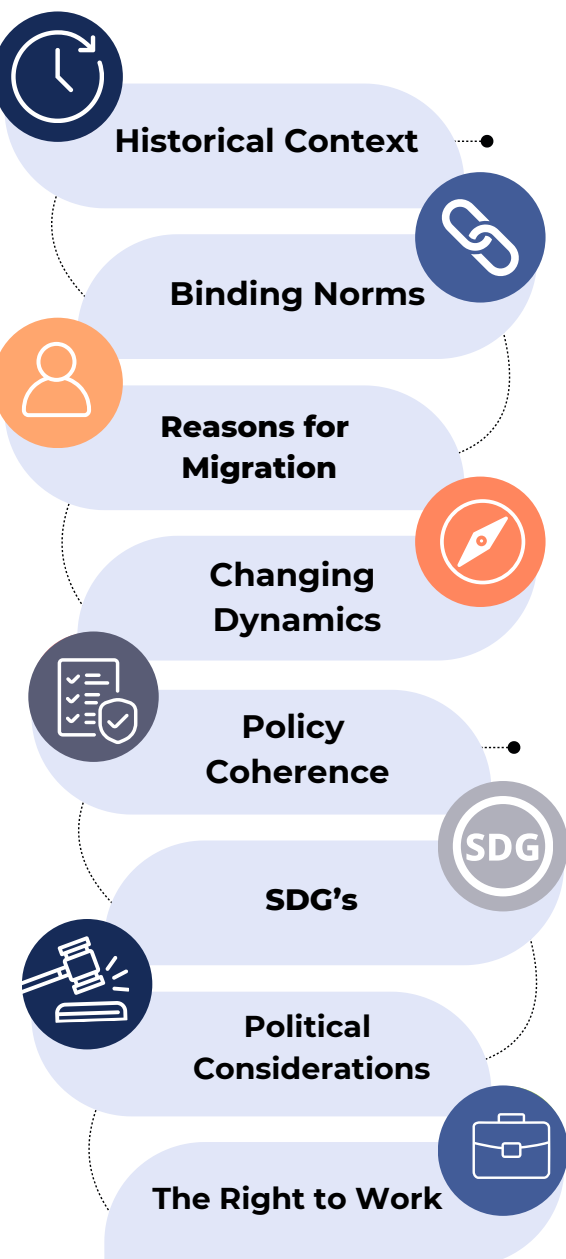 Historical Context
Binding Norms
Reasons for
Migration
Changing
Dynamics
Policy
Coherence
SDG
SDG's
Political
Considerations
The Right to Work